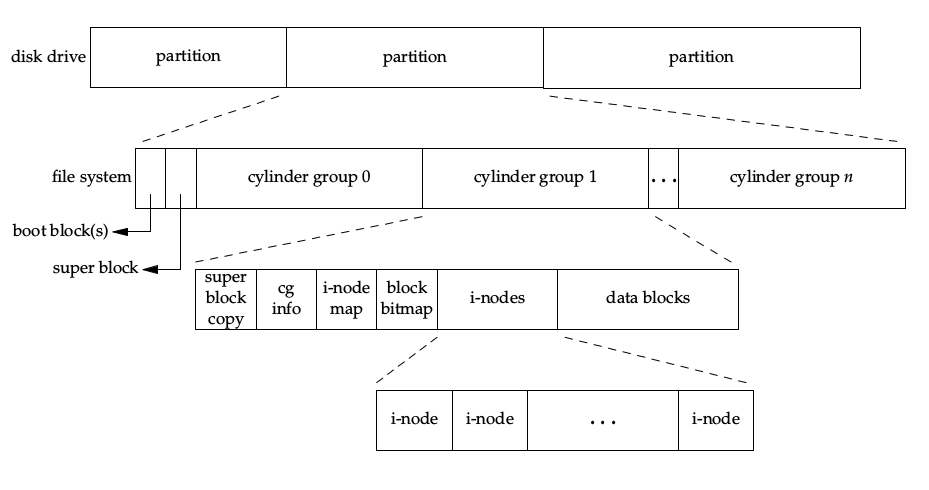 disk drive partition partition partition
file system cylinder group 0 cylinder group 1 ... cylinder group n
boot block(s)
super block
super
block
copy
cg
info
i-node
map
block
bitmap
i-nodes
data blocks
i-node i-node ... i-node